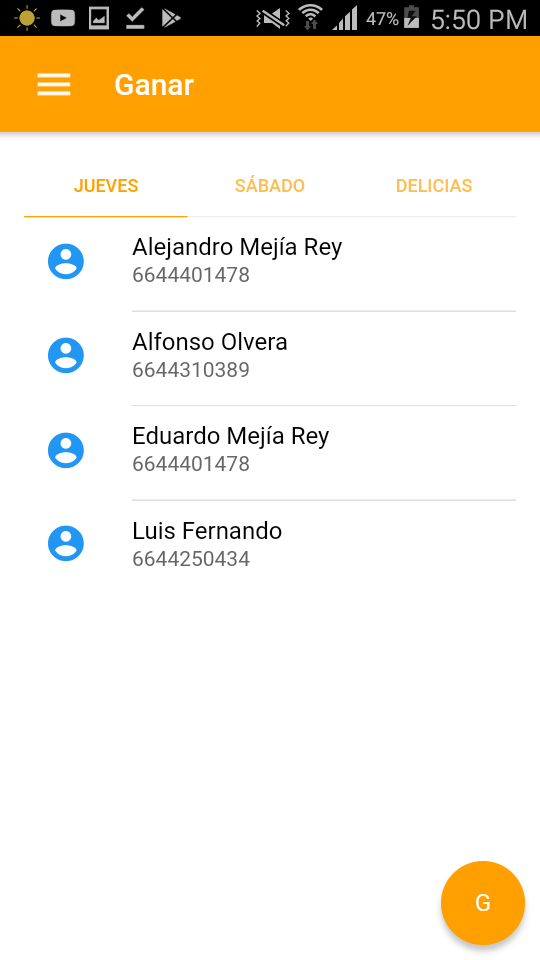 47% 5:50 PM
Ganar
JUEVES SÁBADO DELICIAS
Alejandro Mejía Rey
6644401478
Alfonso Olvera
6644310389
Eduardo Mejía Rey
6644401478
Luis Fernando
6644250434
G